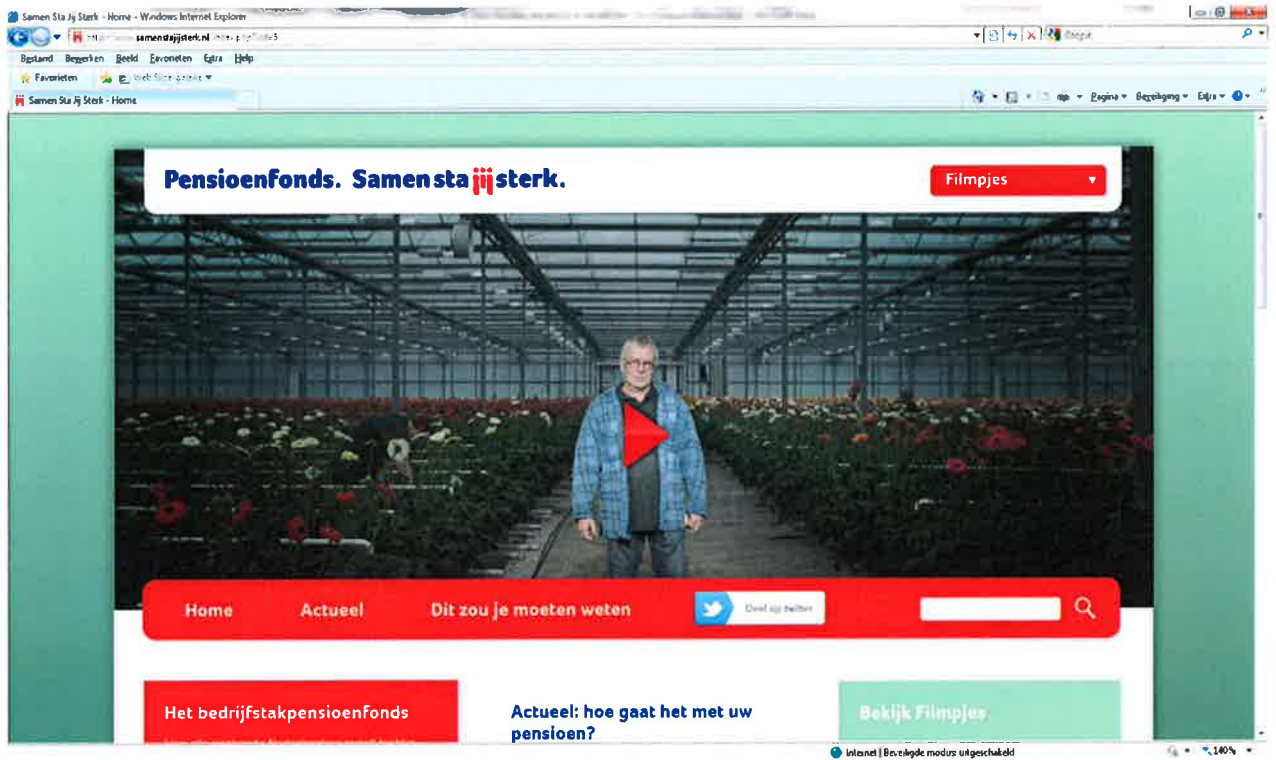 Samen Sta Jij Sterk - Home - Windows Internet Explorer
samenstajijsterk.nl
Google
Bestand Bewerken Beeld Favorieten Extra Help
Favorieten Web
Samen Sta Jij Sterk - Home
Pagina Beveiliging Extra
Pensioenfonds. Samen sta jij sterk.
Filmpjes
Home Actueel Dit zou je moeten weten Deel op twitter
Het bedrijfstakpensioenfonds
Actueel: hoe gaat het met uw
pensioen?
Bekijk Filmpjes
Internet | Beveiligde modus: uitgeschakeld
140%